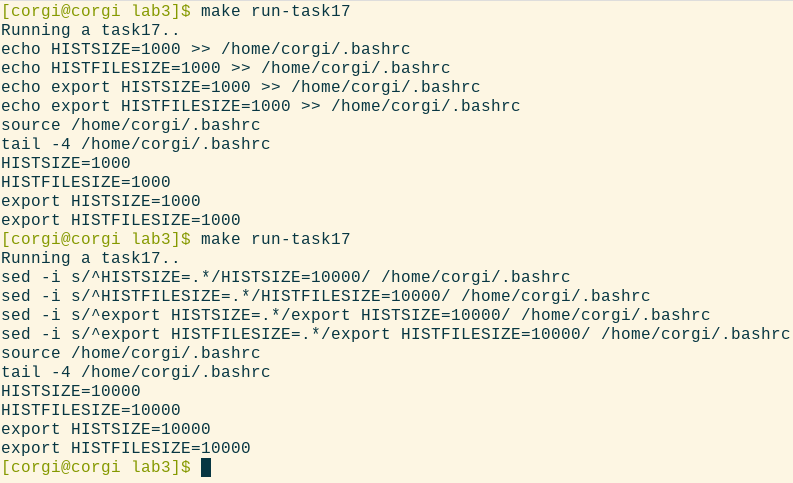 [corgi@corgi lab3]$ make run-task17
Running a task17..
echo HISTSIZE=1000 >> /home/corgi/.bashrc
echo HISTFILESIZE=1000 >> /home/corgi/.bashrc
echo export HISTSIZE=1000 >> /home/corgi/.bashrc
echo export HISTFILESIZE=1000 >> /home/corgi/.bashrc
source /home/corgi/.bashrc
tail -4 /home/corgi/.bashrc
HISTSIZE=1000
HISTFILESIZE=1000
export HISTSIZE=1000
export HISTFILESIZE=1000
[corgi@corgi lab3]$ make run-task17
Running a task17..
sed -i s/^HISTSIZE=.*/HISTSIZE=10000/ /home/corgi/.bashrc
sed -i s/^HISTFILESIZE=.*/HISTFILESIZE=10000/ /home/corgi/.bashrc
sed -i s/^export HISTSIZE=.*/export HISTSIZE=10000/ /home/corgi/.bashrc
sed -i s/^export HISTFILESIZE=.*/export HISTFILESIZE=10000/ /home/corgi/.bashrc
source /home/corgi/.bashrc
tail -4 /home/corgi/.bashrc
HISTSIZE=10000
HISTFILESIZE=10000
export HISTSIZE=10000
export HISTFILESIZE=10000
[corgi@corgi lab3]$